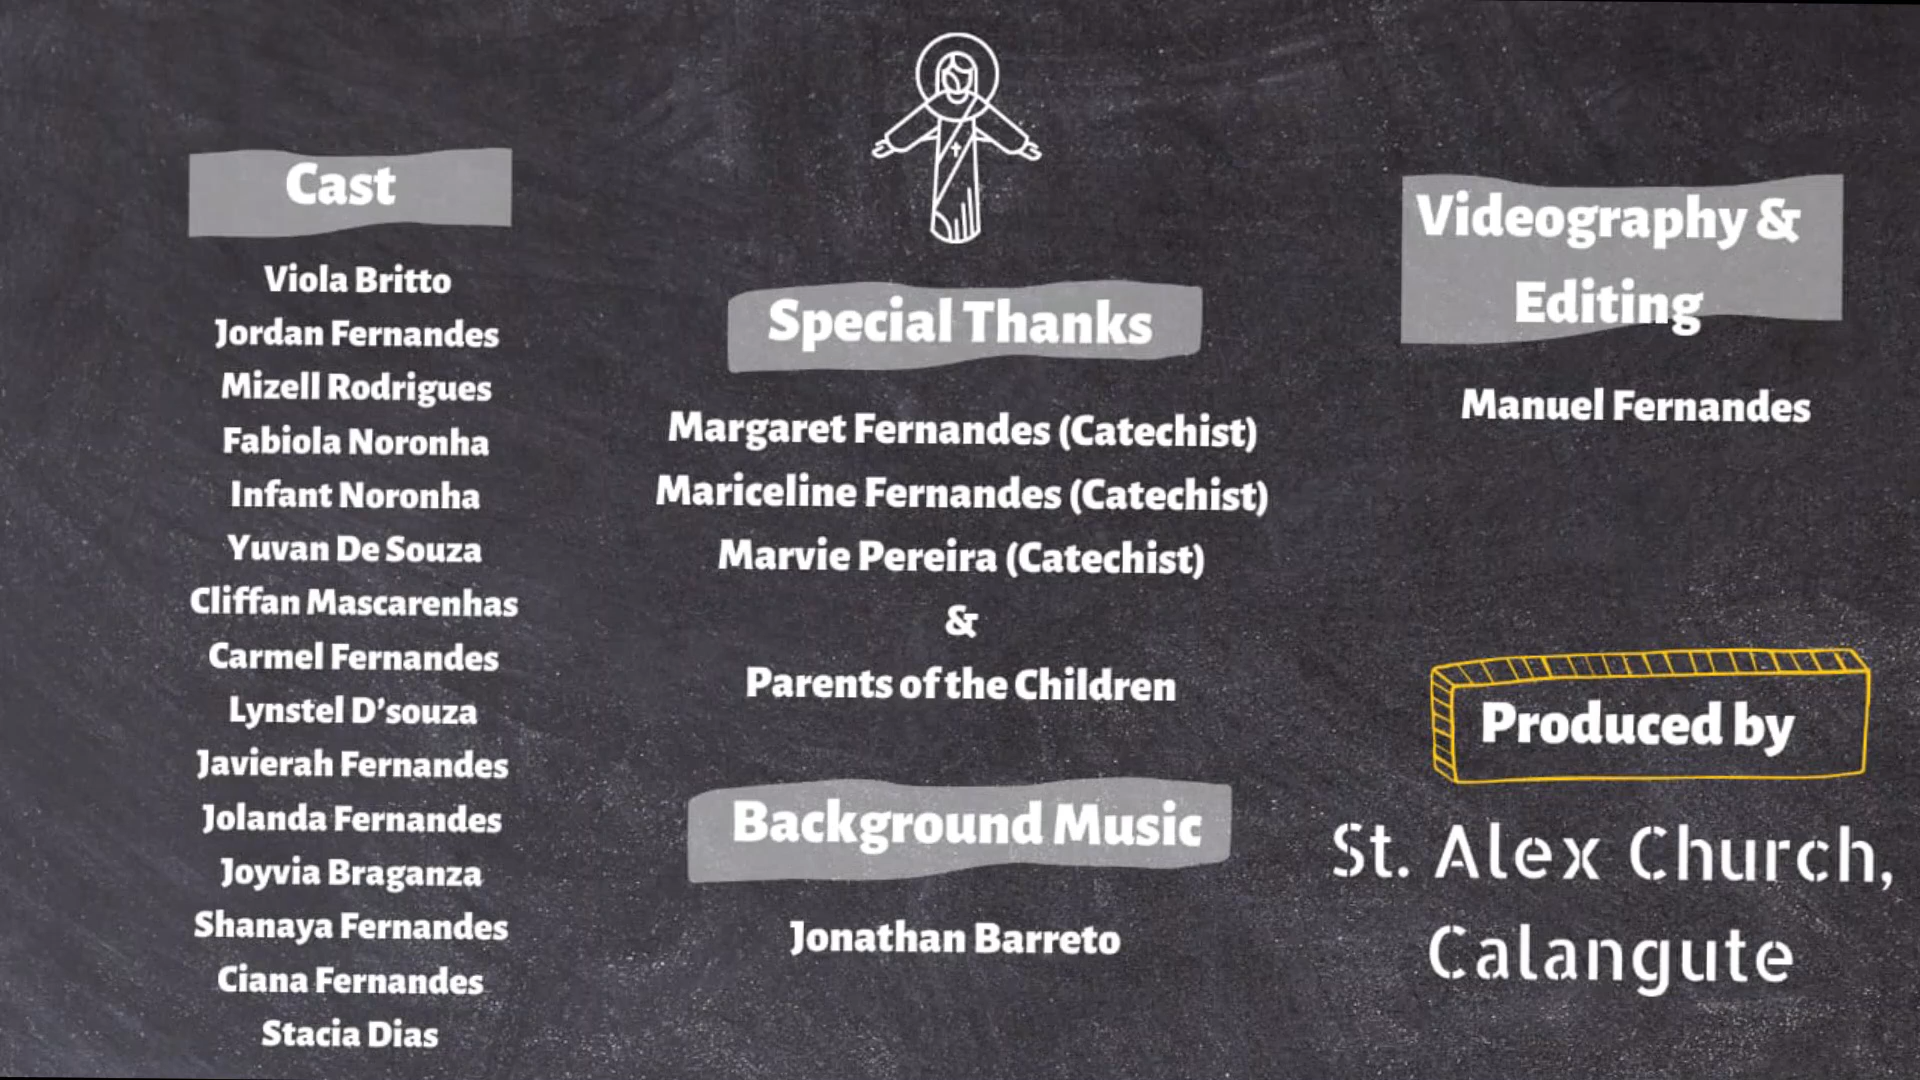 Cast
Viola Britto
Jordan Fernandes
Mizell Rodrigues
Fabiola Noronha
Infant Noronha
Yuvan De Souza
Cliffan Mascarenhas
Carmel Fernandes
Lynstel D'souza
Javierah Fernandes
Jolanda Fernandes
Joyvia Braganza
Shanaya Fernandes
Ciana Fernandes
Stacia Dias
Special Thanks
Margaret Fernandes (Catechist)
Mariceline Fernandes (Catechist)
Marvie Pereira (Catechist)
&
Parents of the Children
Background Music
Jonathan Barreto
Videography &
Editing
Manuel Fernandes
Produced by
St. Alex Church,
Calangute